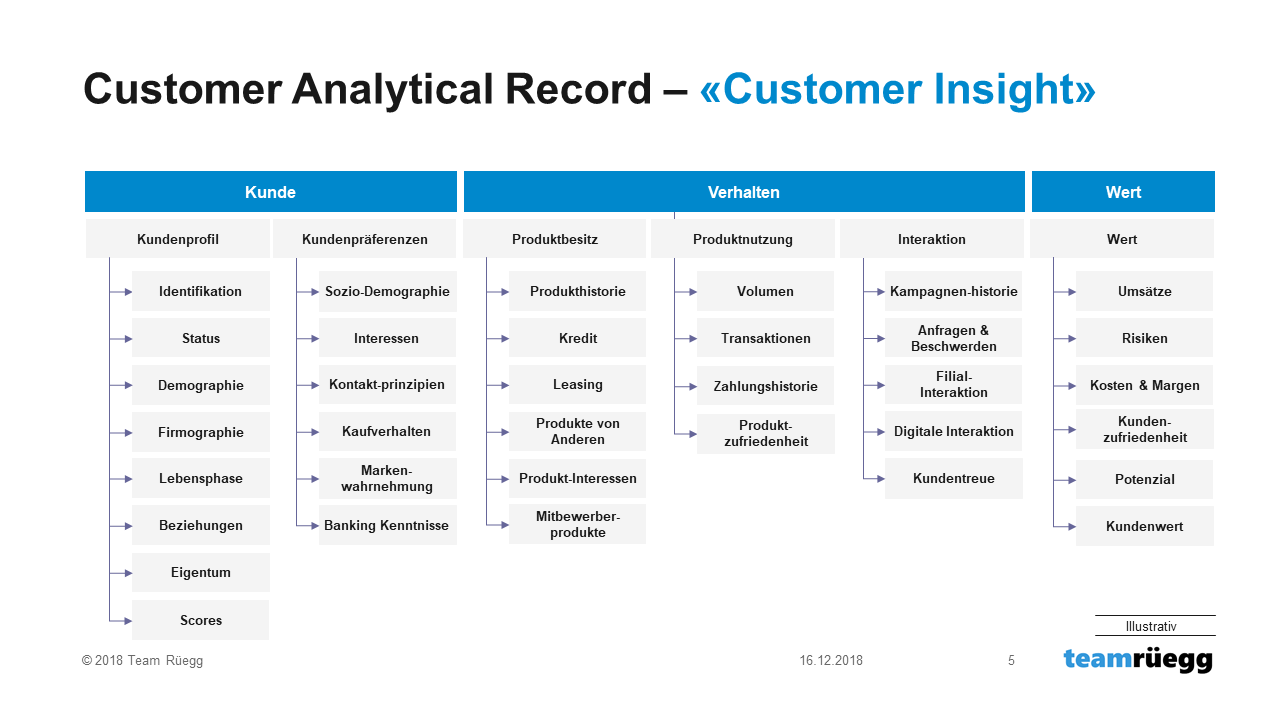 Customer Analytical Record – «Customer Insight»
Kunde
Verhalten
Wert
Kundenprofil
Kundenpräferenzen
Produktbesitz
Produktnutzung
Interaktion
Wert
Identifikation
Status
Demographie
Firmographie
Lebensphase
Beziehungen
Eigentum
Scores
Sozio-Demographie
Interessen
Kontakt-prinzipien
Kaufverhalten
Marken-
wahrnehmung
Banking Kenntnisse
Produkthistorie
Kredit
Leasing
Produkte von
Anderen
Produkt-Interessen
Mitbewerber-
produkte
Volumen
Transaktionen
Zahlungshistorie
Produkt-
zufriedenheit
Kampagnen-historie
Anfragen &
Beschwerden
Filial-
Interaktion
Digitale Interaktion
Kundentreue
Umsätze
Risiken
Kosten & Margen
Kunden-
zufriedenheit
Potenzial
Kundenwert
Illustrativ
© 2018 Team Rüegg
16.12.2018
5
teamrüegg